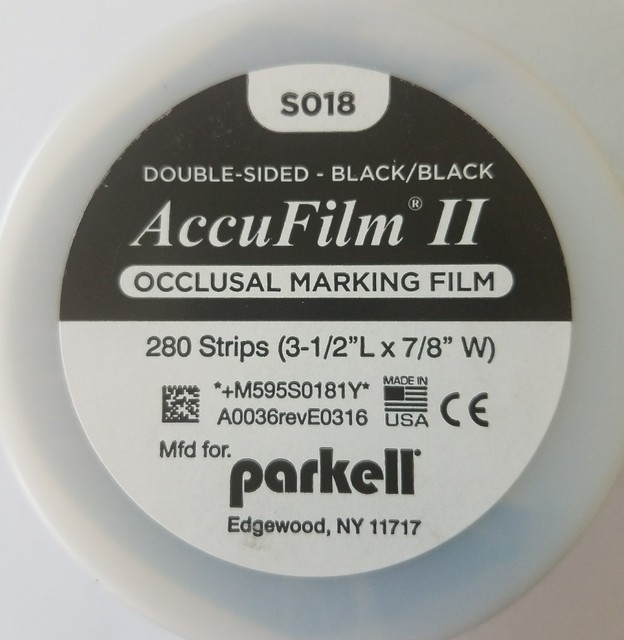 S018
DOUBLE-SIDED - BLACK/BLACK
AccuFilm® II
OCCLUSAL MARKING FILM
280 Strips (3-1/2”L x 7/8” W)
*+M595S0181Y*
A0036revE0316
MADE IN
USA
CE
Mfd for.
parkell®
Edgewood, NY 11717